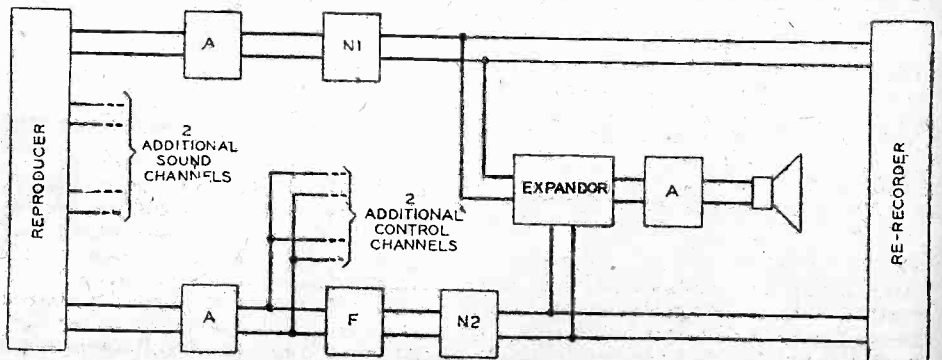 REPRODUCER
A
N1
2
ADDITIONAL
SOUND
CHANNELS
2
ADDITIONAL
CONTROL
CHANNELS
EXPANDOR
A
RE-RECORDER
A
F
N2